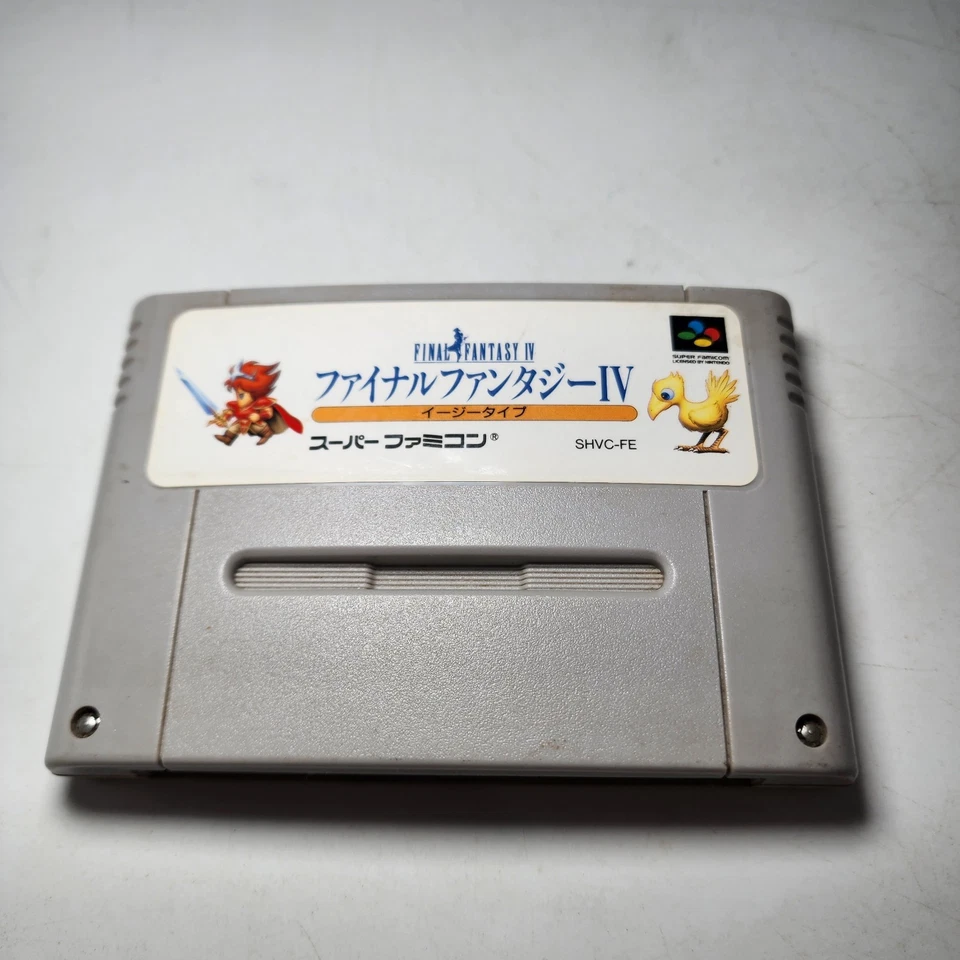 FINAL FANTASY IV
ファイナルファンタジーIV
イージータイプ
スーパーファミコン®
SHVC-FE
SUPER FAMICOM
LICENSED BY NINTENDO